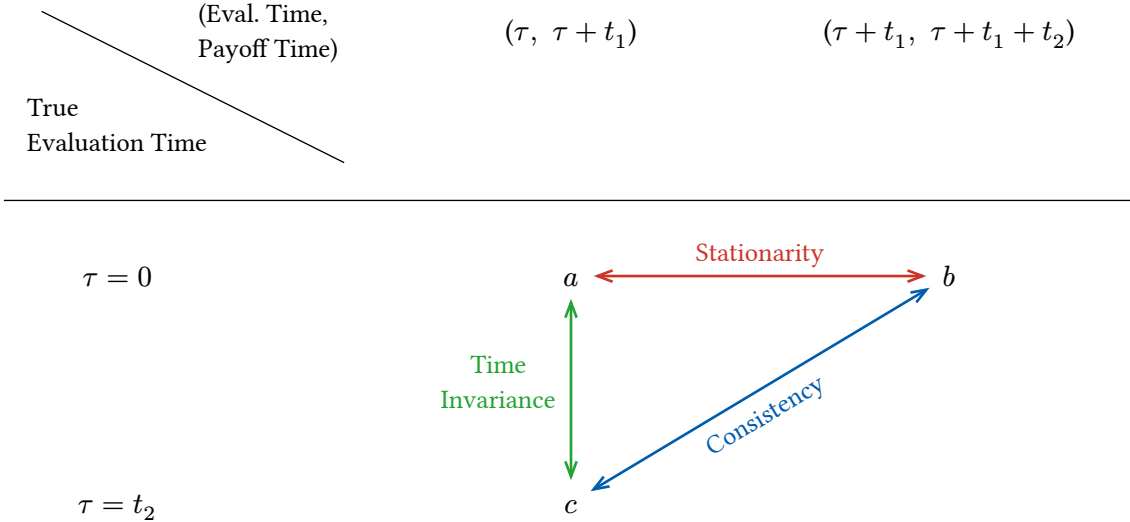 (Eval. Time,
Payoff Time)
True
Evaluation Time
(τ, τ + t₁)
(τ + t₁, τ + t₁ + t₂)
τ = 0
a
Stationarity
b
Time
Invariance
Consistency
τ = t₂
c